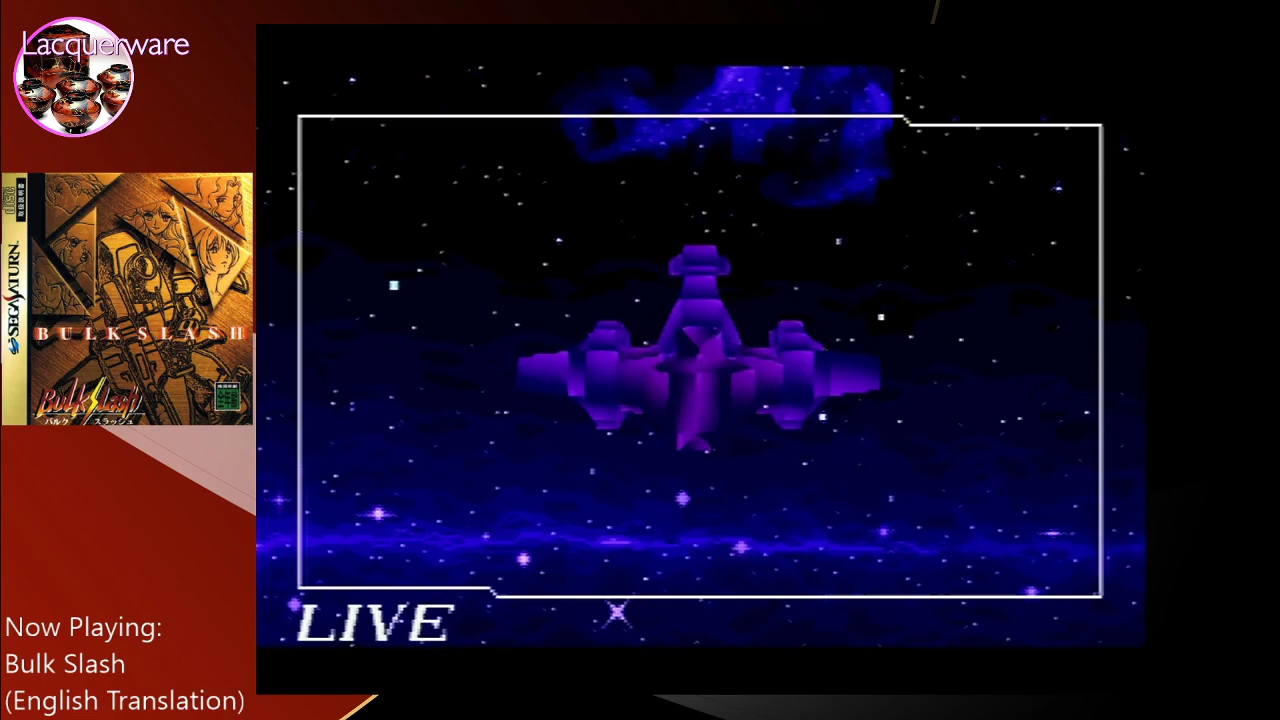 Lacquerware
SEGA SATURN
BULK SLASH
Bulk Slash
バルク スラッシュ
LIVE
Now Playing:
Bulk Slash
(English Translation)